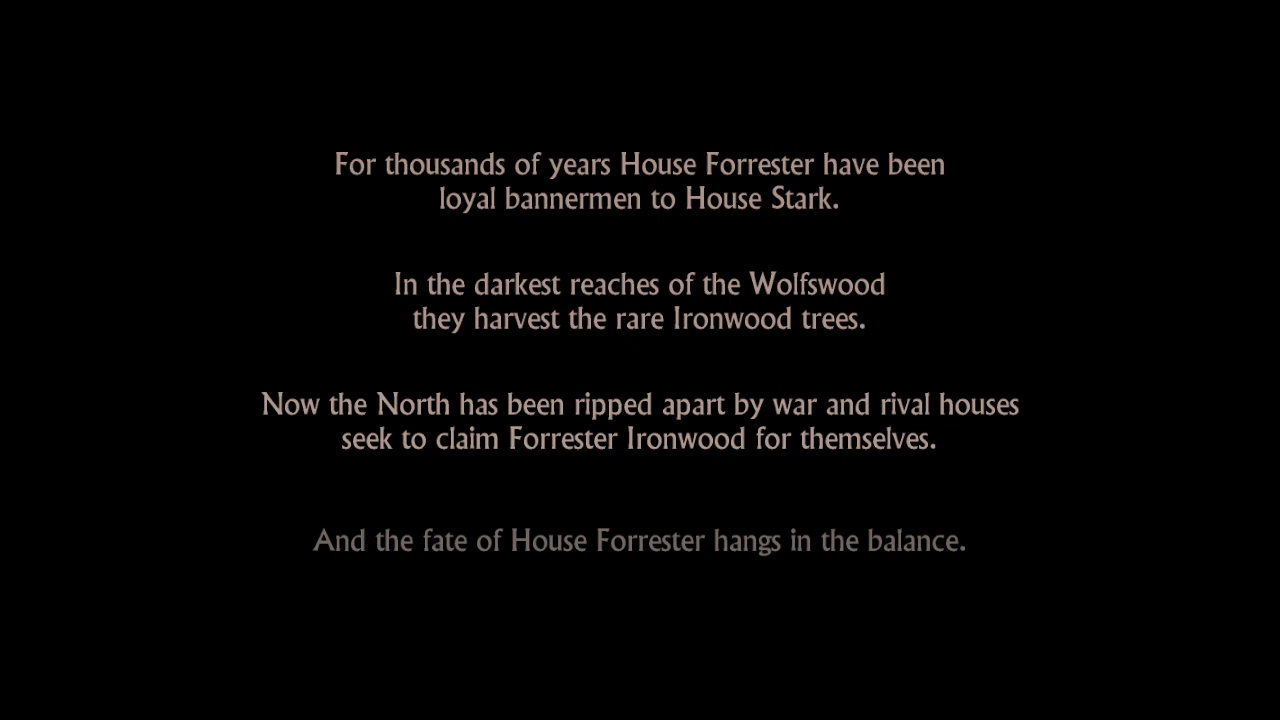 For thousands of years House Forrester have been
loyal bannermen to House Stark.
In the darkest reaches of the Wolfswood
they harvest the rare Ironwood trees.
Now the North has been ripped apart by war and rival houses
seek to claim Forrester Ironwood for themselves.
And the fate of House Forrester hangs in the balance.